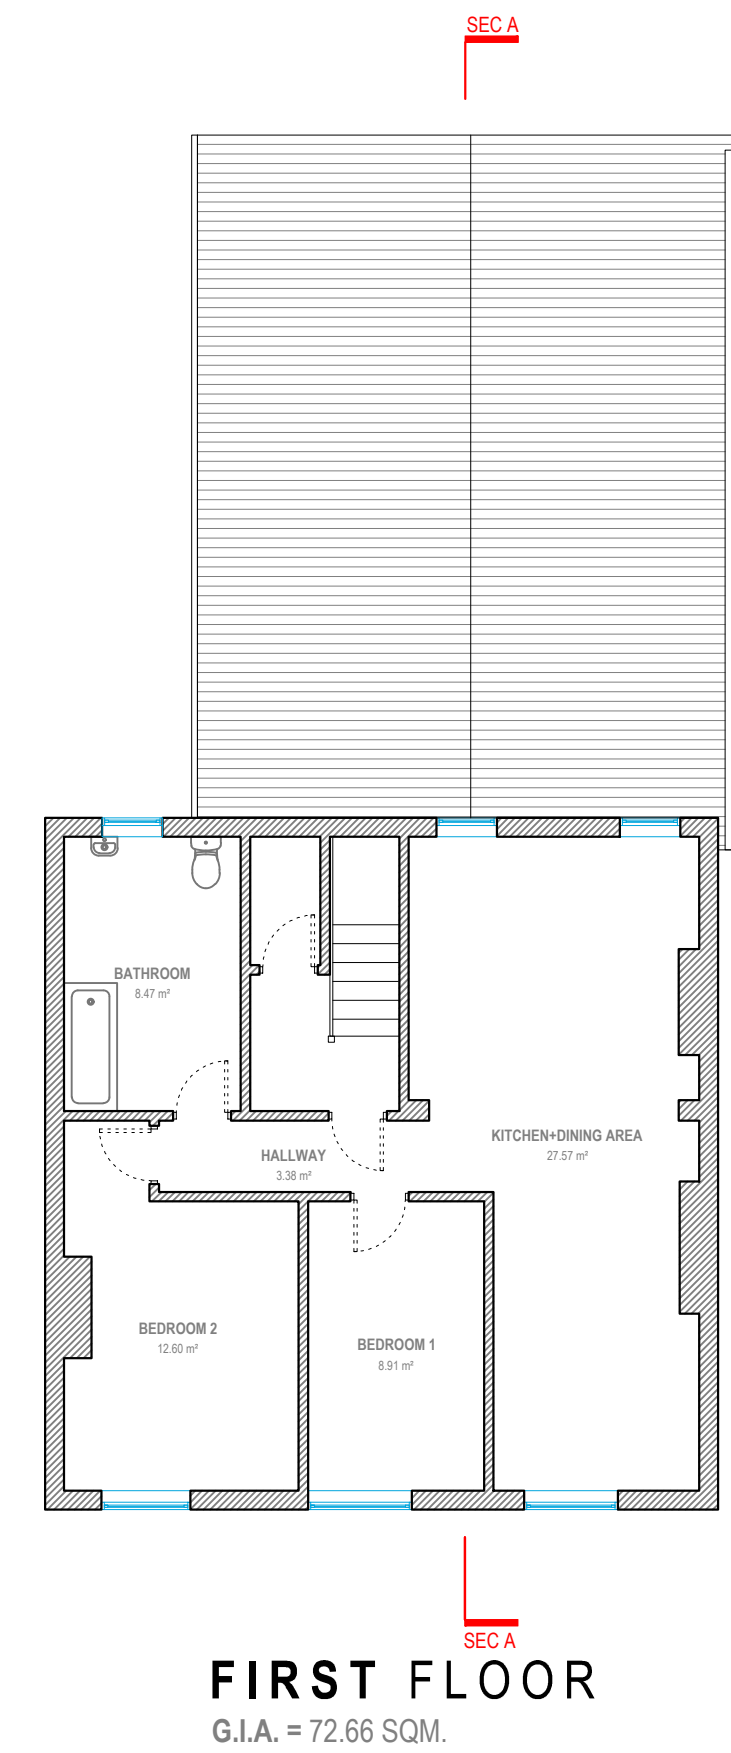 SEC A
BATHROOM
8.47 m²
HALLWAY
3.38 m²
KITCHEN+DINING AREA
27.57 m²
BEDROOM 2
12.60 m²
BEDROOM 1
8.91 m²
SEC A
FIRST FLOOR
G.I.A. = 72.66 SQM.